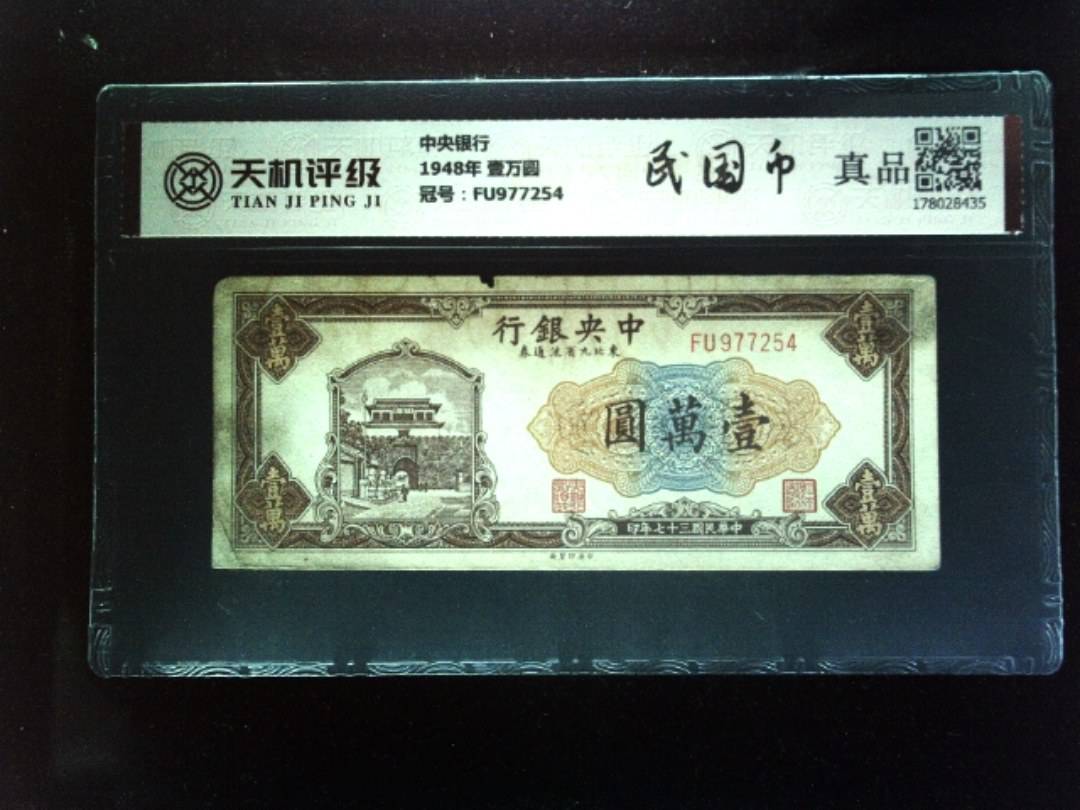 天机评级
TIAN JI PING JI
中央银行
1948年 壹万圆
冠号：FU977254
民国币
真品
178028435
行銀央中
券通流省九北東
FU977254
圓萬壹
壹萬
壹萬
壹萬
壹萬
印年七十三國民華中